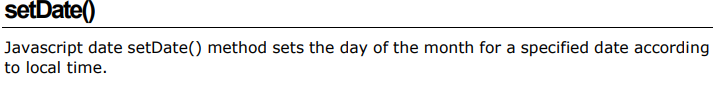 setDate()
Javascript date setDate() method sets the day of the month for a specified date according
to local time.